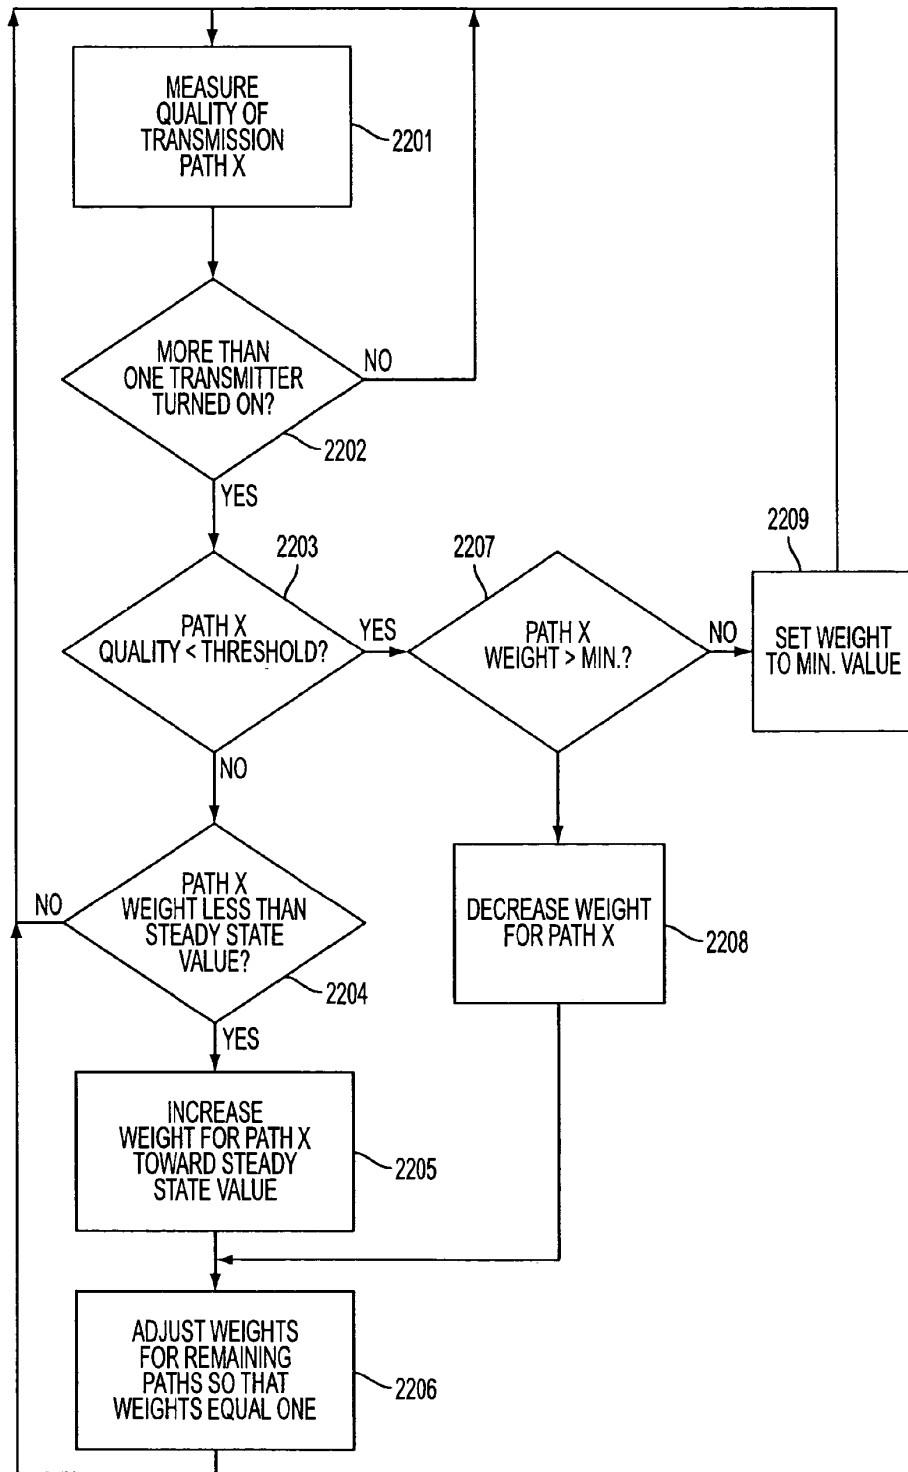 MEASURE
QUALITY OF
TRANSMISSION
PATH X
2201
MORE THAN
ONE TRANSMITTER
TURNED ON?
NO
2202
YES
2203
PATH X
QUALITY < THRESHOLD?
YES
2207
PATH X
WEIGHT > MIN.?
NO
2209
SET WEIGHT
TO MIN. VALUE
NO
PATH X
WEIGHT LESS THAN
STEADY STATE
VALUE?
NO
2204
YES
DECREASE WEIGHT
FOR PATH X
2208
INCREASE
WEIGHT FOR PATH X
TOWARD STEADY
STATE VALUE
2205
ADJUST WEIGHTS
FOR REMAINING
PATHS SO THAT
WEIGHTS EQUAL ONE
2206